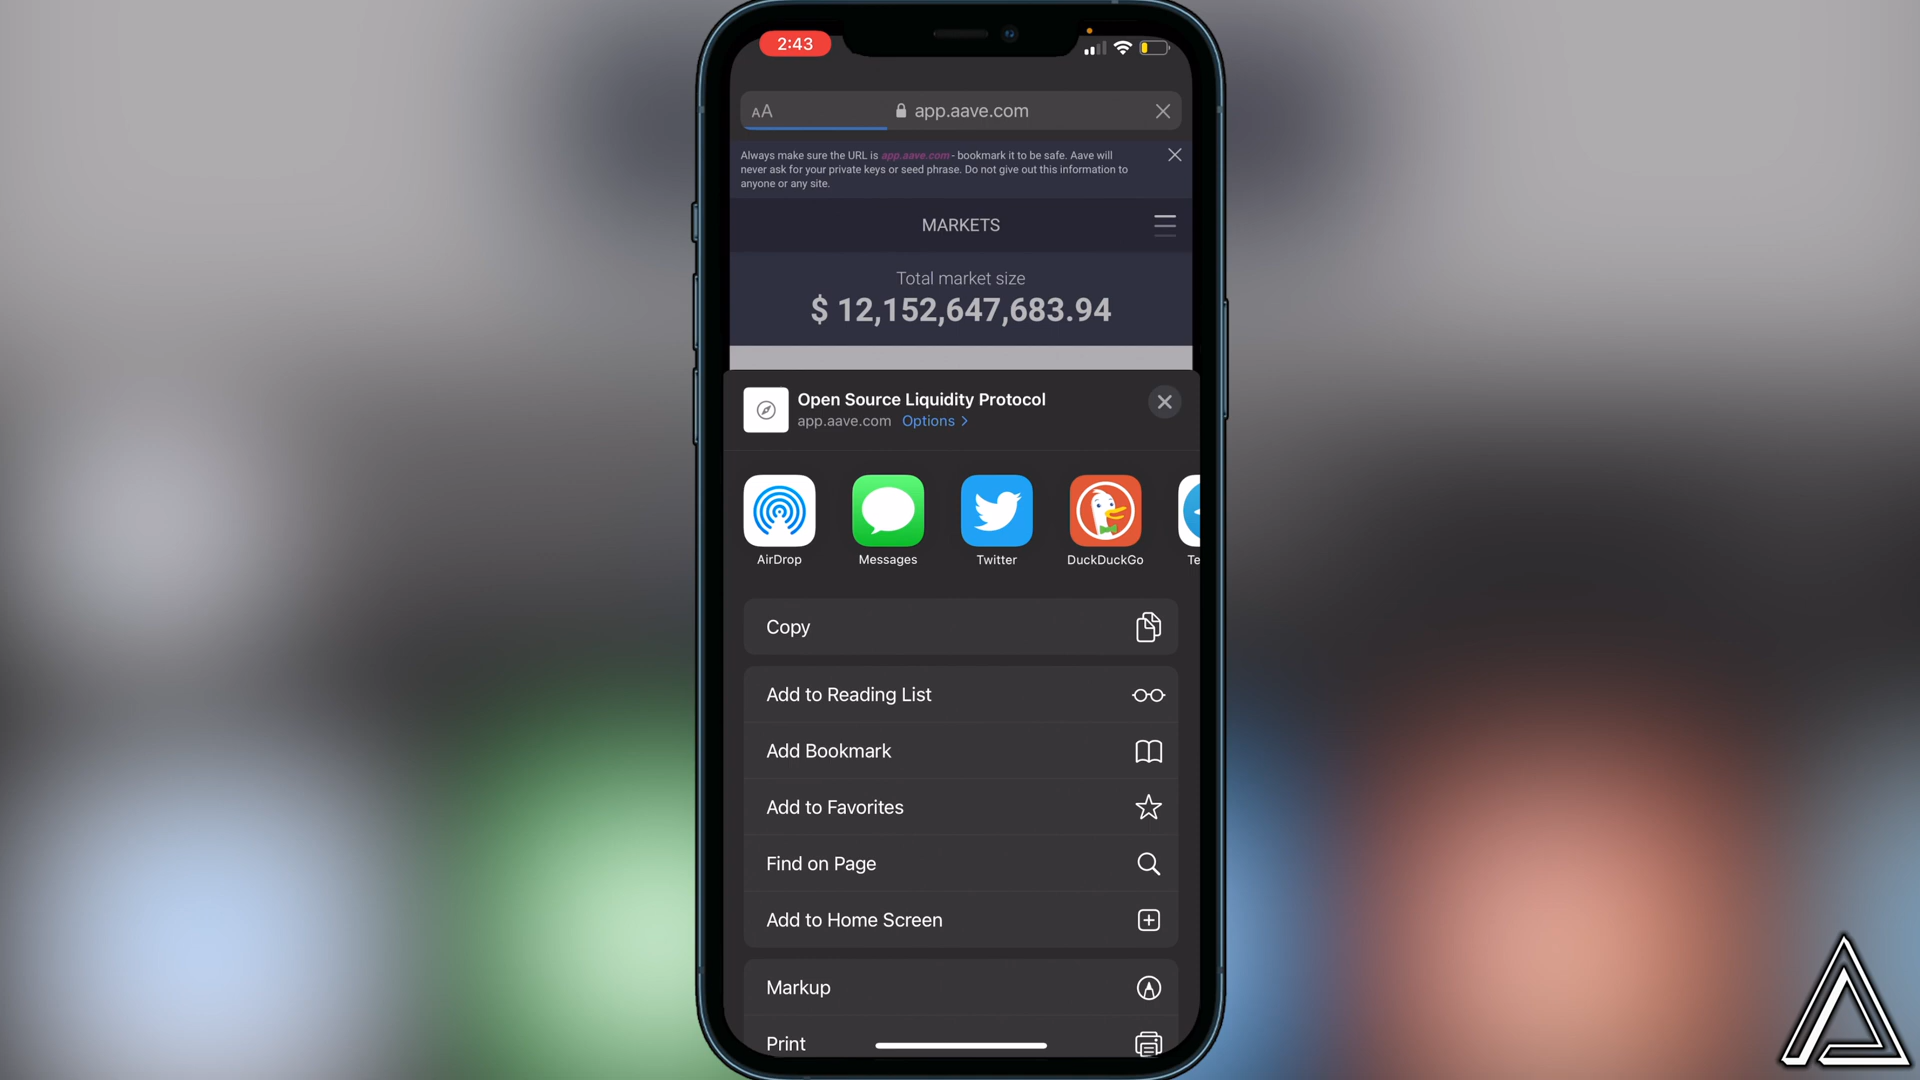 2:43
AA app.aave.com
Always make sure the URL is app.aave.com - bookmark it to be safe. Aave will
never ask for your private keys or seed phrase. Do not give out this information to
anyone or any site.
MARKETS
Total market size
$ 12,152,647,683.94
Open Source Liquidity Protocol
app.aave.com Options >
AirDrop Messages Twitter DuckDuckGo Te
Copy
Add to Reading List
Add Bookmark
Add to Favorites
Find on Page
Add to Home Screen
Markup
Print